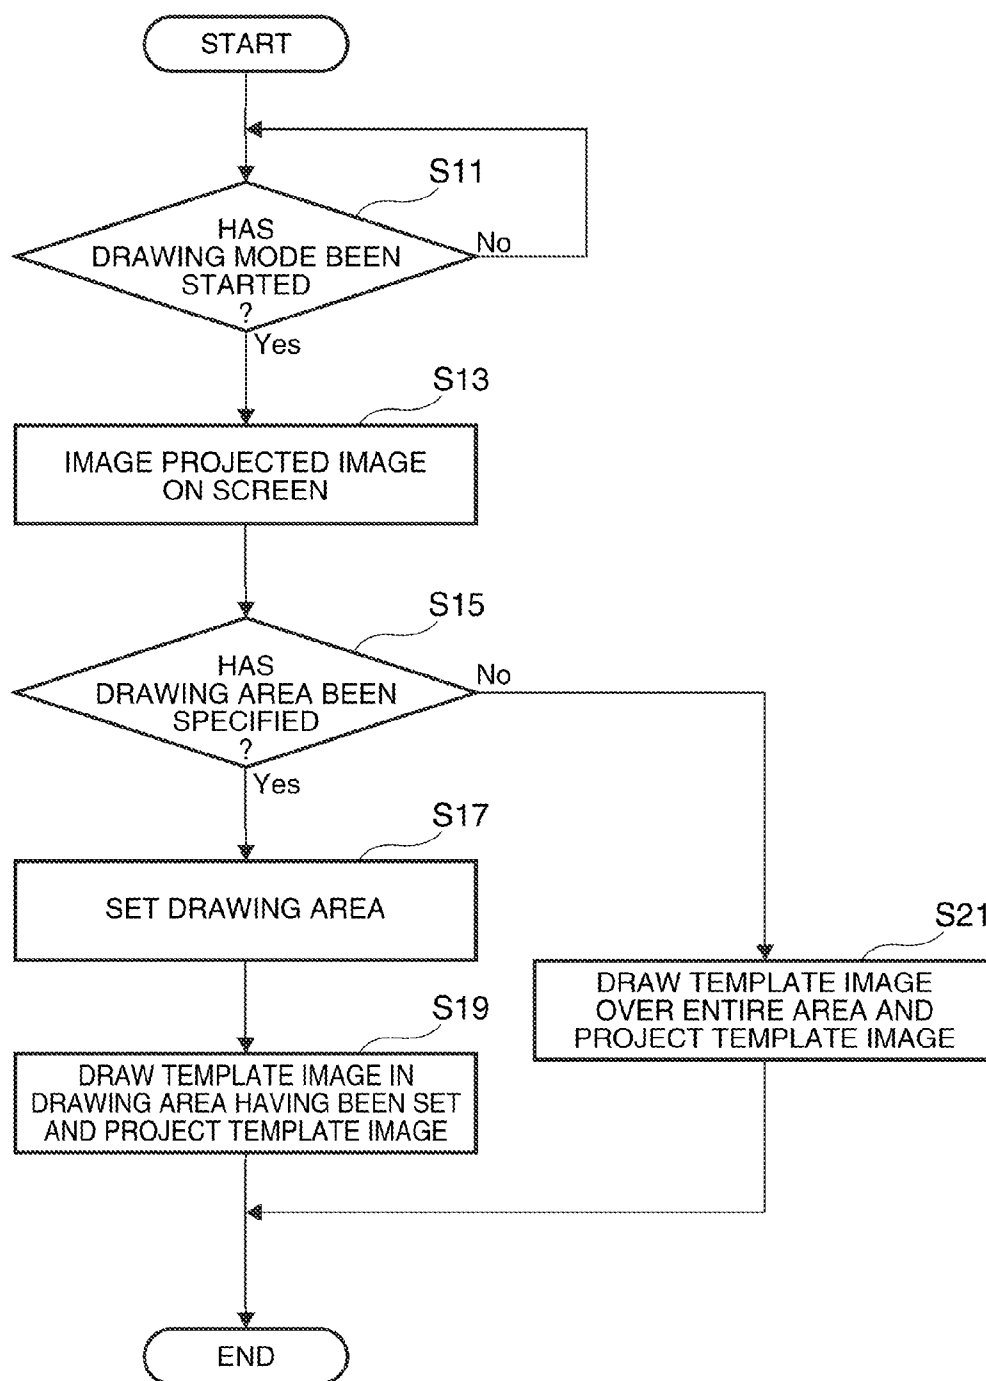 START
S11
HAS
DRAWING MODE BEEN
STARTED
?
No
Yes
S13
IMAGE PROJECTED IMAGE
ON SCREEN
S15
HAS
DRAWING AREA BEEN
SPECIFIED
?
No
Yes
S17
SET DRAWING AREA
S21
DRAW TEMPLATE IMAGE
OVER ENTIRE AREA AND
PROJECT TEMPLATE IMAGE
S19
DRAW TEMPLATE IMAGE IN
DRAWING AREA HAVING BEEN SET
AND PROJECT TEMPLATE IMAGE
END